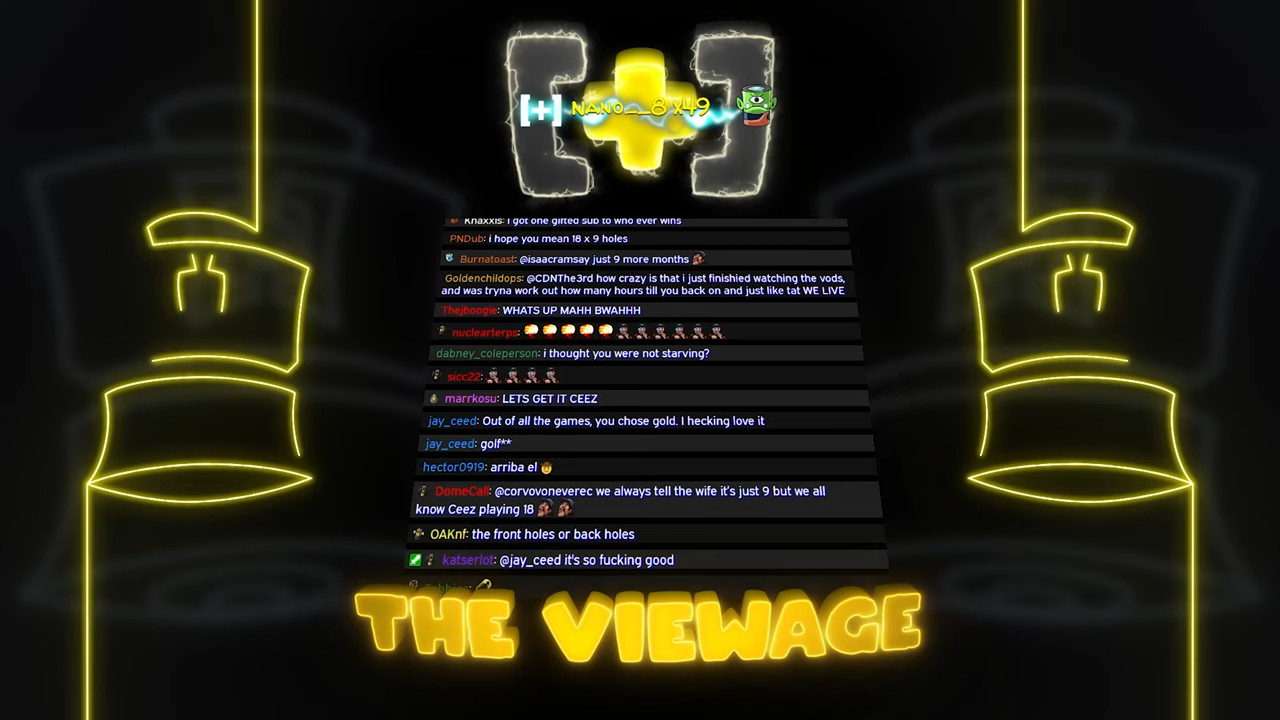 [+] NANO__8 X49
Knaxxis: I got one gifted sub to who ever wins
PNDub: i hope you mean 18 x 9 holes
Burnatoast: @isaacramsay just 9 more months
Goldenchildops: @CDNThe3rd how crazy is that i just finishied watching the vods,
and was tryna work out how many hours till you back on and just like tat WE LIVE
Thejboogie: WHATS UP MAHH BWAHHH
nuclearterps:
dabney_coleperson: i thought you were not starving?
sicc22:
marrkosu: LETS GET IT CEEZ
jay_ceed: Out of all the games, you chose gold. I hecking love it
jay_ceed: golf**
hector0919: arriba el
DomeCall: @corvovoneverec we always tell the wife it's just 9 but we all
know Ceez playing 18
OAKnf: the front holes or back holes
katserlot: @jay_ceed it's so fucking good
THE VIEWAGE